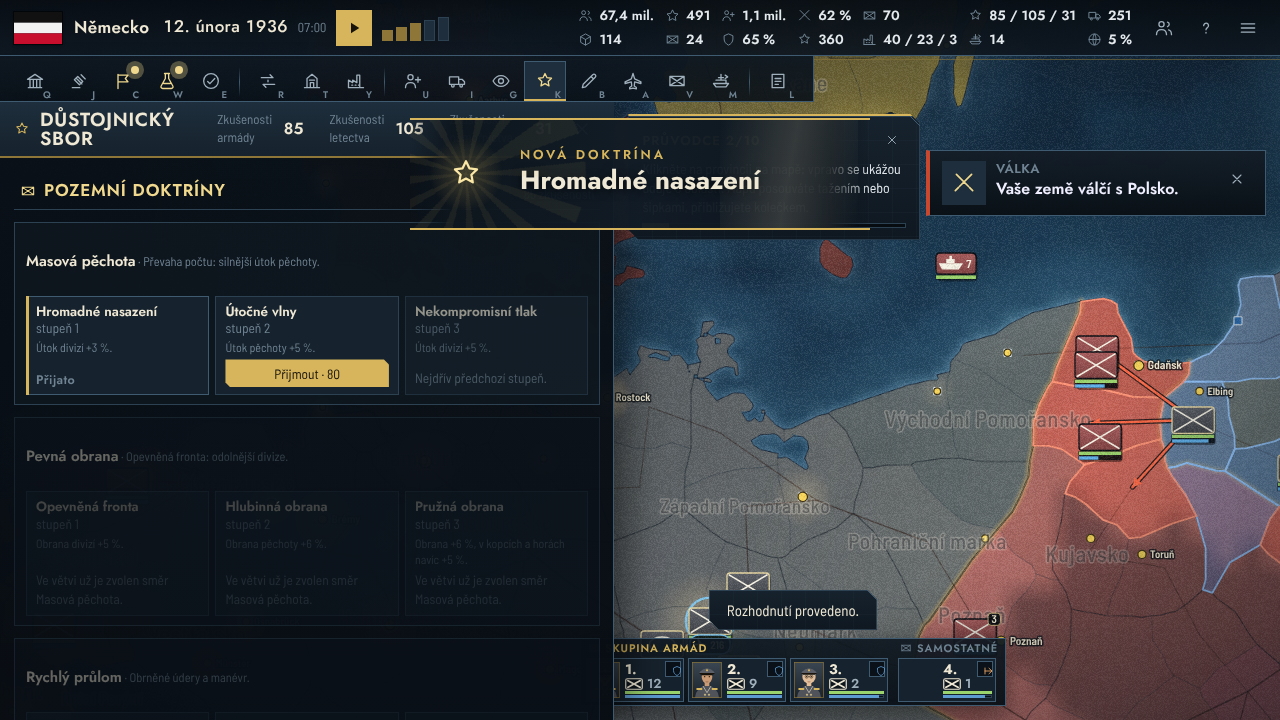 Německo 12. února 1936 07:00
67,4 mil. 491 1,1 mil. 62 % 70 85 / 105 / 31 251
114 24 65 % 360 40 / 23 / 3 14 5 %
Q J C W E R T Y U I G K B A V M L
DŮSTOJNICKÝ
SBOR
Zkušenosti
armády
85
Zkušenosti
letectva
105
31
NOVÁ DOKTRÍNA
Hromadné nasazení
se ukážou
nebo
VÁLKA
Vaše země válčí s Polsko.
POZEMNÍ DOKTRÍNY
Masová pěchota · Převaha počtu: silnější útok pěchoty.
Hromadné nasazení
stupeň 1
Útok divizí +3 %.
Přijato
Útočné vlny
stupeň 2
Útok pěchoty +5 %.
Přijmout · 80
Nekompromisní tlak
stupeň 3
Útok divizí +5 %.
Nejdřív předchozí stupeň.
Pevná obrana · Opevněná fronta: odolnější divize.
Opevněná fronta
stupeň 1
Obrana divizí +5 %.
Ve větvi už je zvolen směr
Masová pěchota.
Hlubinná obrana
stupeň 2
Obrana pěchoty +6 %.
Ve větvi už je zvolen směr
Masová pěchota.
Pružná obrana
stupeň 3
Obrana +6 %, v kopcích a horách
navíc +5 %.
Ve větvi už je zvolen směr
Masová pěchota.
Rychlý průlom · Obrněné údery a manévr.
7
Gdaňsk
Elbing
Rostock
Východní Pomořansko
Západní Pomořansko
Pohraniční marka
Kujavsko
Toruň
Poznaň
3
Poznaň
Neumark
Rozhodnutí provedeno.
KUPINA ARMÁD
SAMOSTATNÉ
1. 12
2. 9
3. 2
4. 1